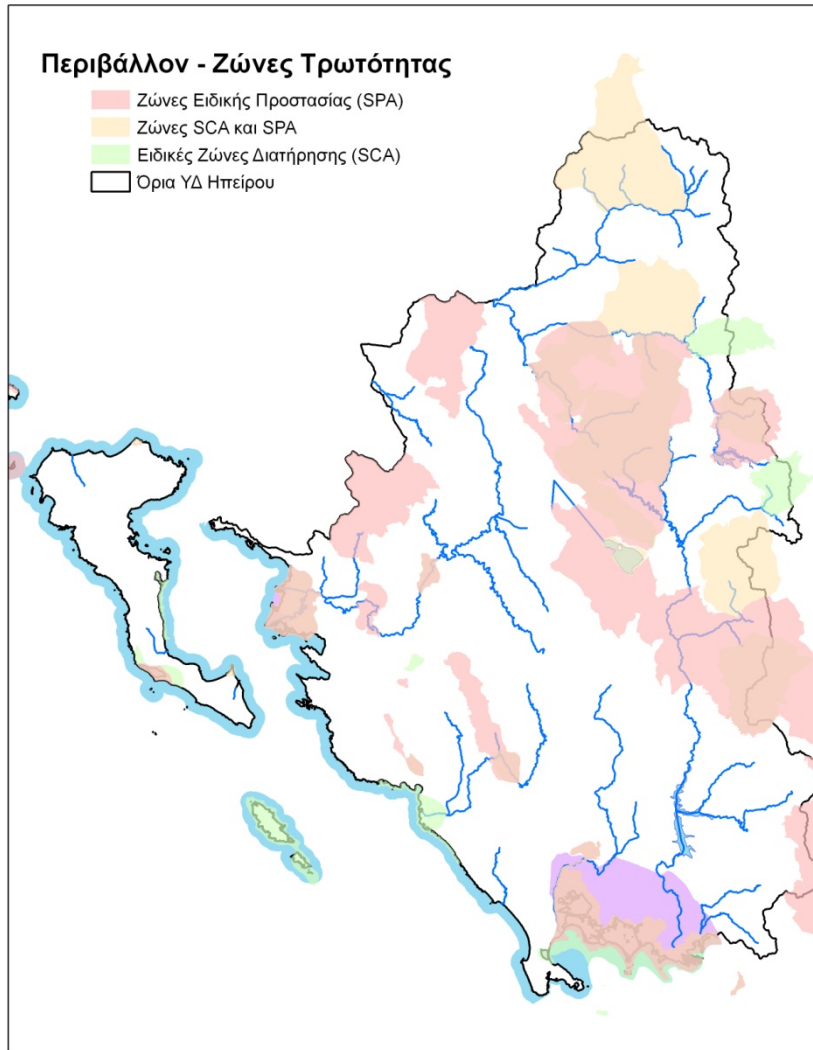 Περιβάλλον - Ζώνες Τρωτότητας
Ζώνες Ειδικής Προστασίας (SPA)
Ζώνες SCA και SPA
Ειδικές Ζώνες Διατήρησης (SCA)
Όρια ΥΔ Ηπείρου